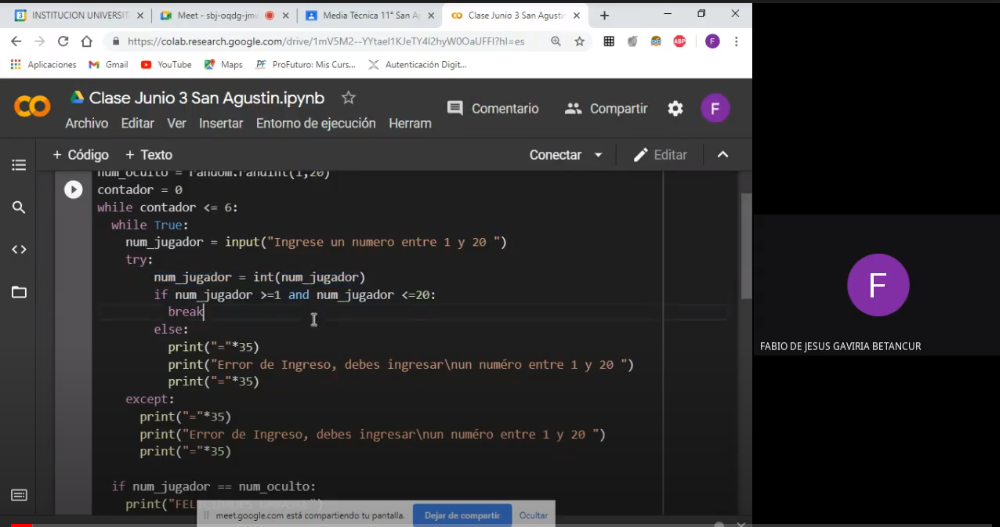 INSTITUCION UNIVERSIT
Meet - sbj-oqdg-jm
Media Técnica 11° San A
Clase Junio 3 San Agustin.ipynb
https://colab.research.google.com/drive/1mV5M2--YYtaeI1KJeTY4I2hyW0OaUFFI?hl=es
F
Aplicaciones
Gmail
YouTube
Maps
ProFuturo: Mis Curs...
Autenticación Digit...
Clase Junio 3 San Agustin.ipynb
Comentario
Compartir
F
Archivo Editar Ver Insertar Entorno de ejecución Herram
+ Código + Texto
Conectar
Editar
num_oculto = random.randint(1,20)
contador = 0
while contador <= 6:
while True:
num_jugador = input("Ingrese un numero entre 1 y 20 ")
try:
num_jugador = int(num_jugador)
if num_jugador >=1 and num_jugador <=20:
break
else:
print("="*35)
print("Error de Ingreso, debes ingresar\nun numéro entre 1 y 20 ")
print("="*35)
except:
print("="*35)
print("Error de Ingreso, debes ingresar\nun numéro entre 1 y 20 ")
print("="*35)
if num_jugador == num_oculto:
print("FEL
meet.google.com está compartiendo tu pantalla.
Dejar de compartir
Ocultar
F
FABIO DE JESUS GAVIRIA BETANCUR